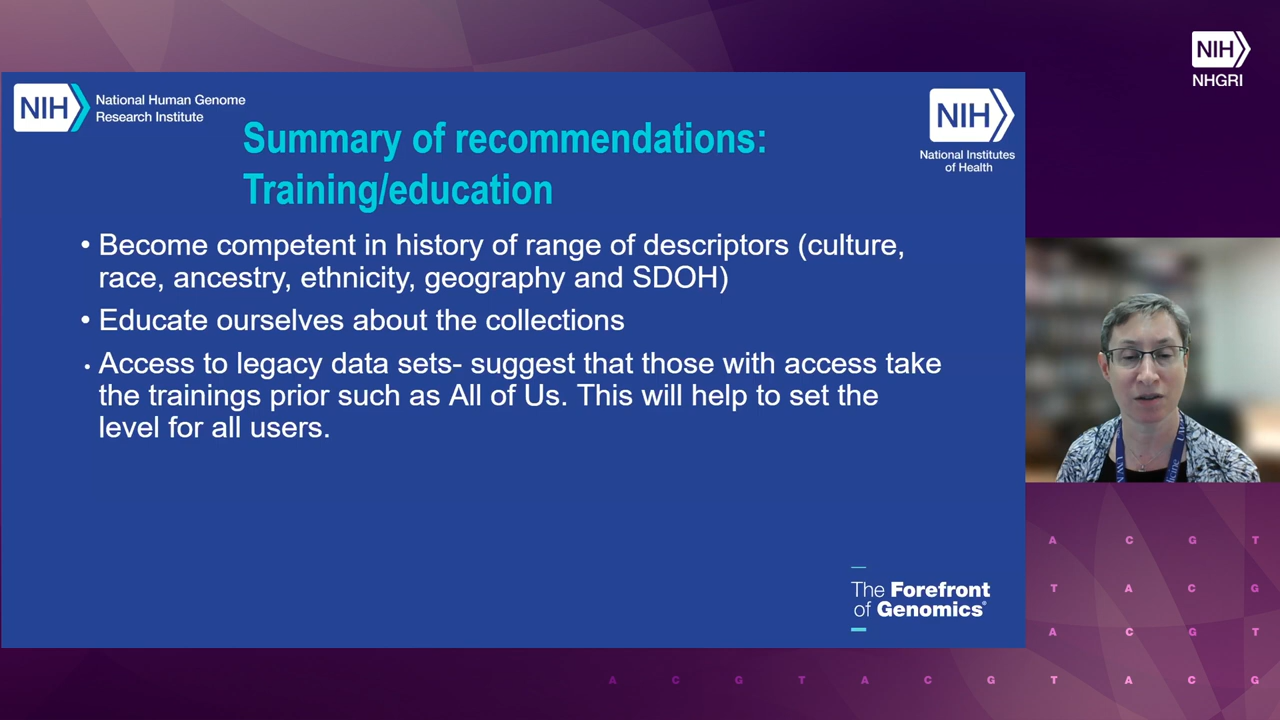 NIH
NHGRI
NIH
National Human Genome
Research Institute
NIH
National Institutes
of Health
Summary of recommendations:
Training/education
• Become competent in history of range of descriptors (culture,
race, ancestry, ethnicity, geography and SDOH)
• Educate ourselves about the collections
• Access to legacy data sets- suggest that those with access take
the trainings prior such as All of Us. This will help to set the
level for all users.
The Forefront
of Genomics®
A C G T
T A C G
A C G T
A C G T A C G T A C G